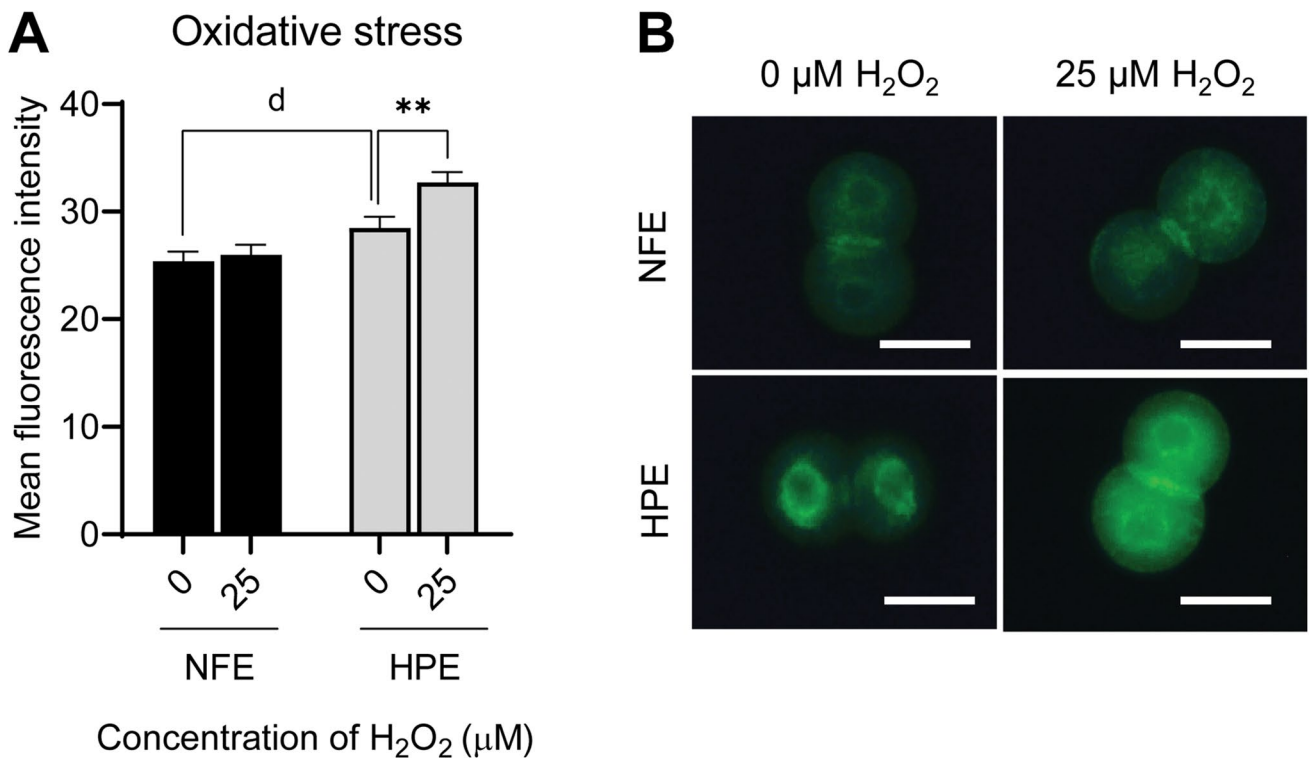 A
Oxidative stress
Mean fluorescence intensity
40
30
20
10
0
d
**
0
25
0
25
NFE
HPE
Concentration of H₂O₂ (μM)
B
0 µM H₂O₂
25 µM H₂O₂
NFE
HPE